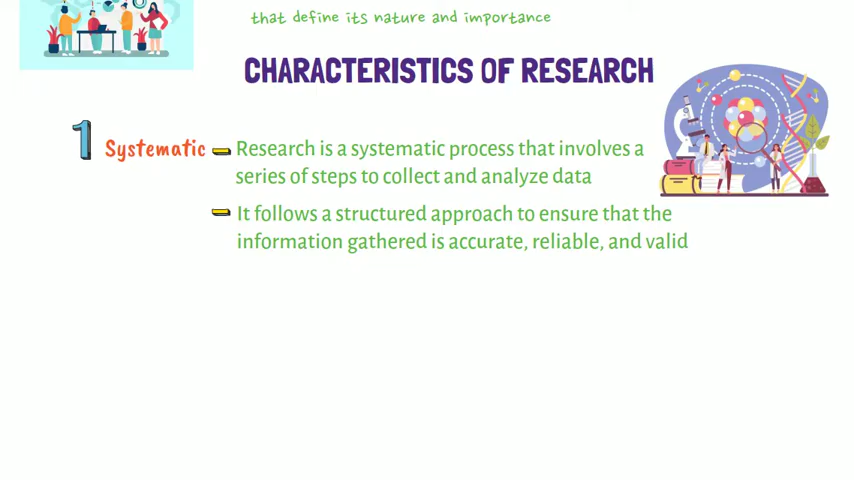 that define its nature and importance
CHARACTERISTICS OF RESEARCH
1 Systematic - Research is a systematic process that involves a
series of steps to collect and analyze data
- It follows a structured approach to ensure that the
information gathered is accurate, reliable, and valid